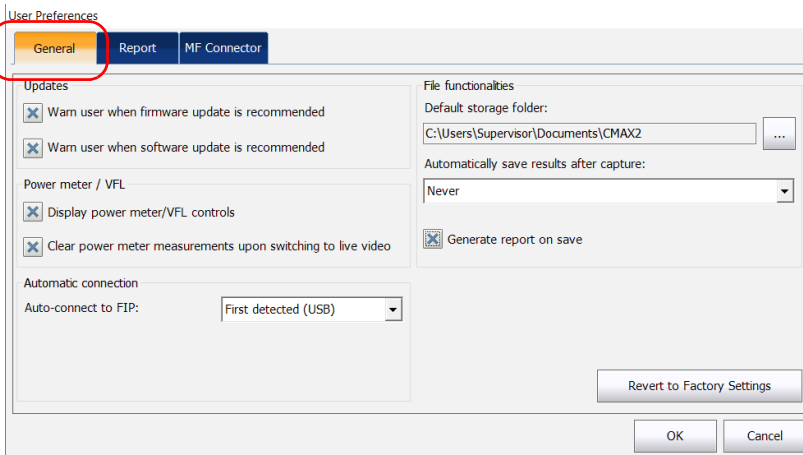 User Preferences
General Report MF Connector
Updates
Warn user when firmware update is recommended
Warn user when software update is recommended
Power meter / VFL
Display power meter/VFL controls
Clear power meter measurements upon switching to live video
Automatic connection
Auto-connect to FIP: First detected (USB)
File functionalities
Default storage folder:
C:\Users\Supervisor\Documents\CMAX2 ...
Automatically save results after capture:
Never
Generate report on save
Revert to Factory Settings
OK Cancel